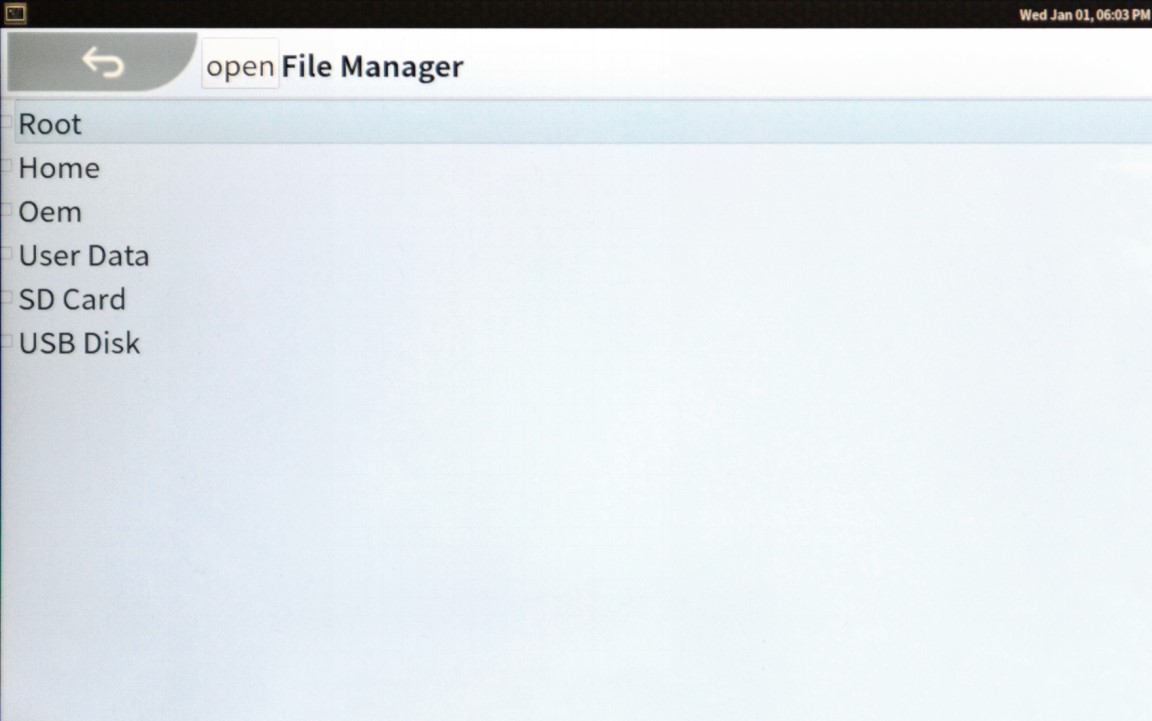 Wed Jan 01, 06:03 PM
open File Manager
Root
Home
Oem
User Data
SD Card
USB Disk